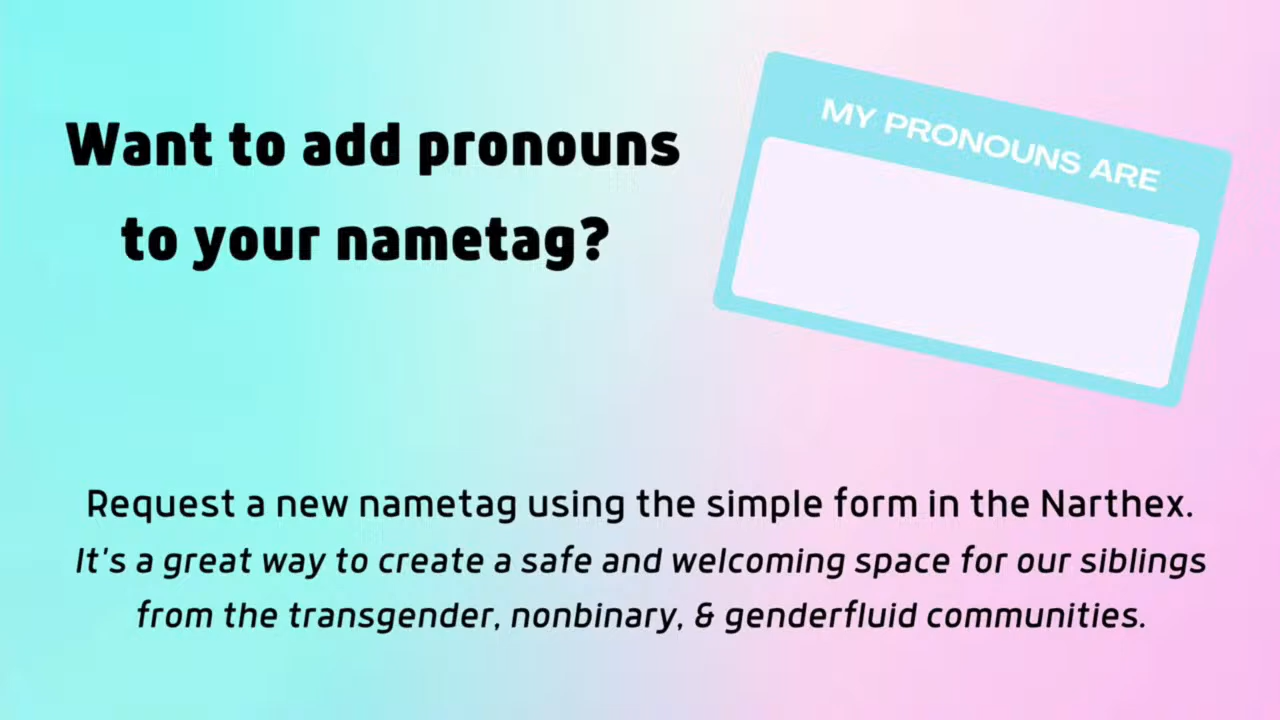 Want to add pronouns
to your nametag?
MY PRONOUNS ARE
Request a new nametag using the simple form in the Narthex.
It's a great way to create a safe and welcoming space for our siblings
from the transgender, nonbinary, & genderfluid communities.